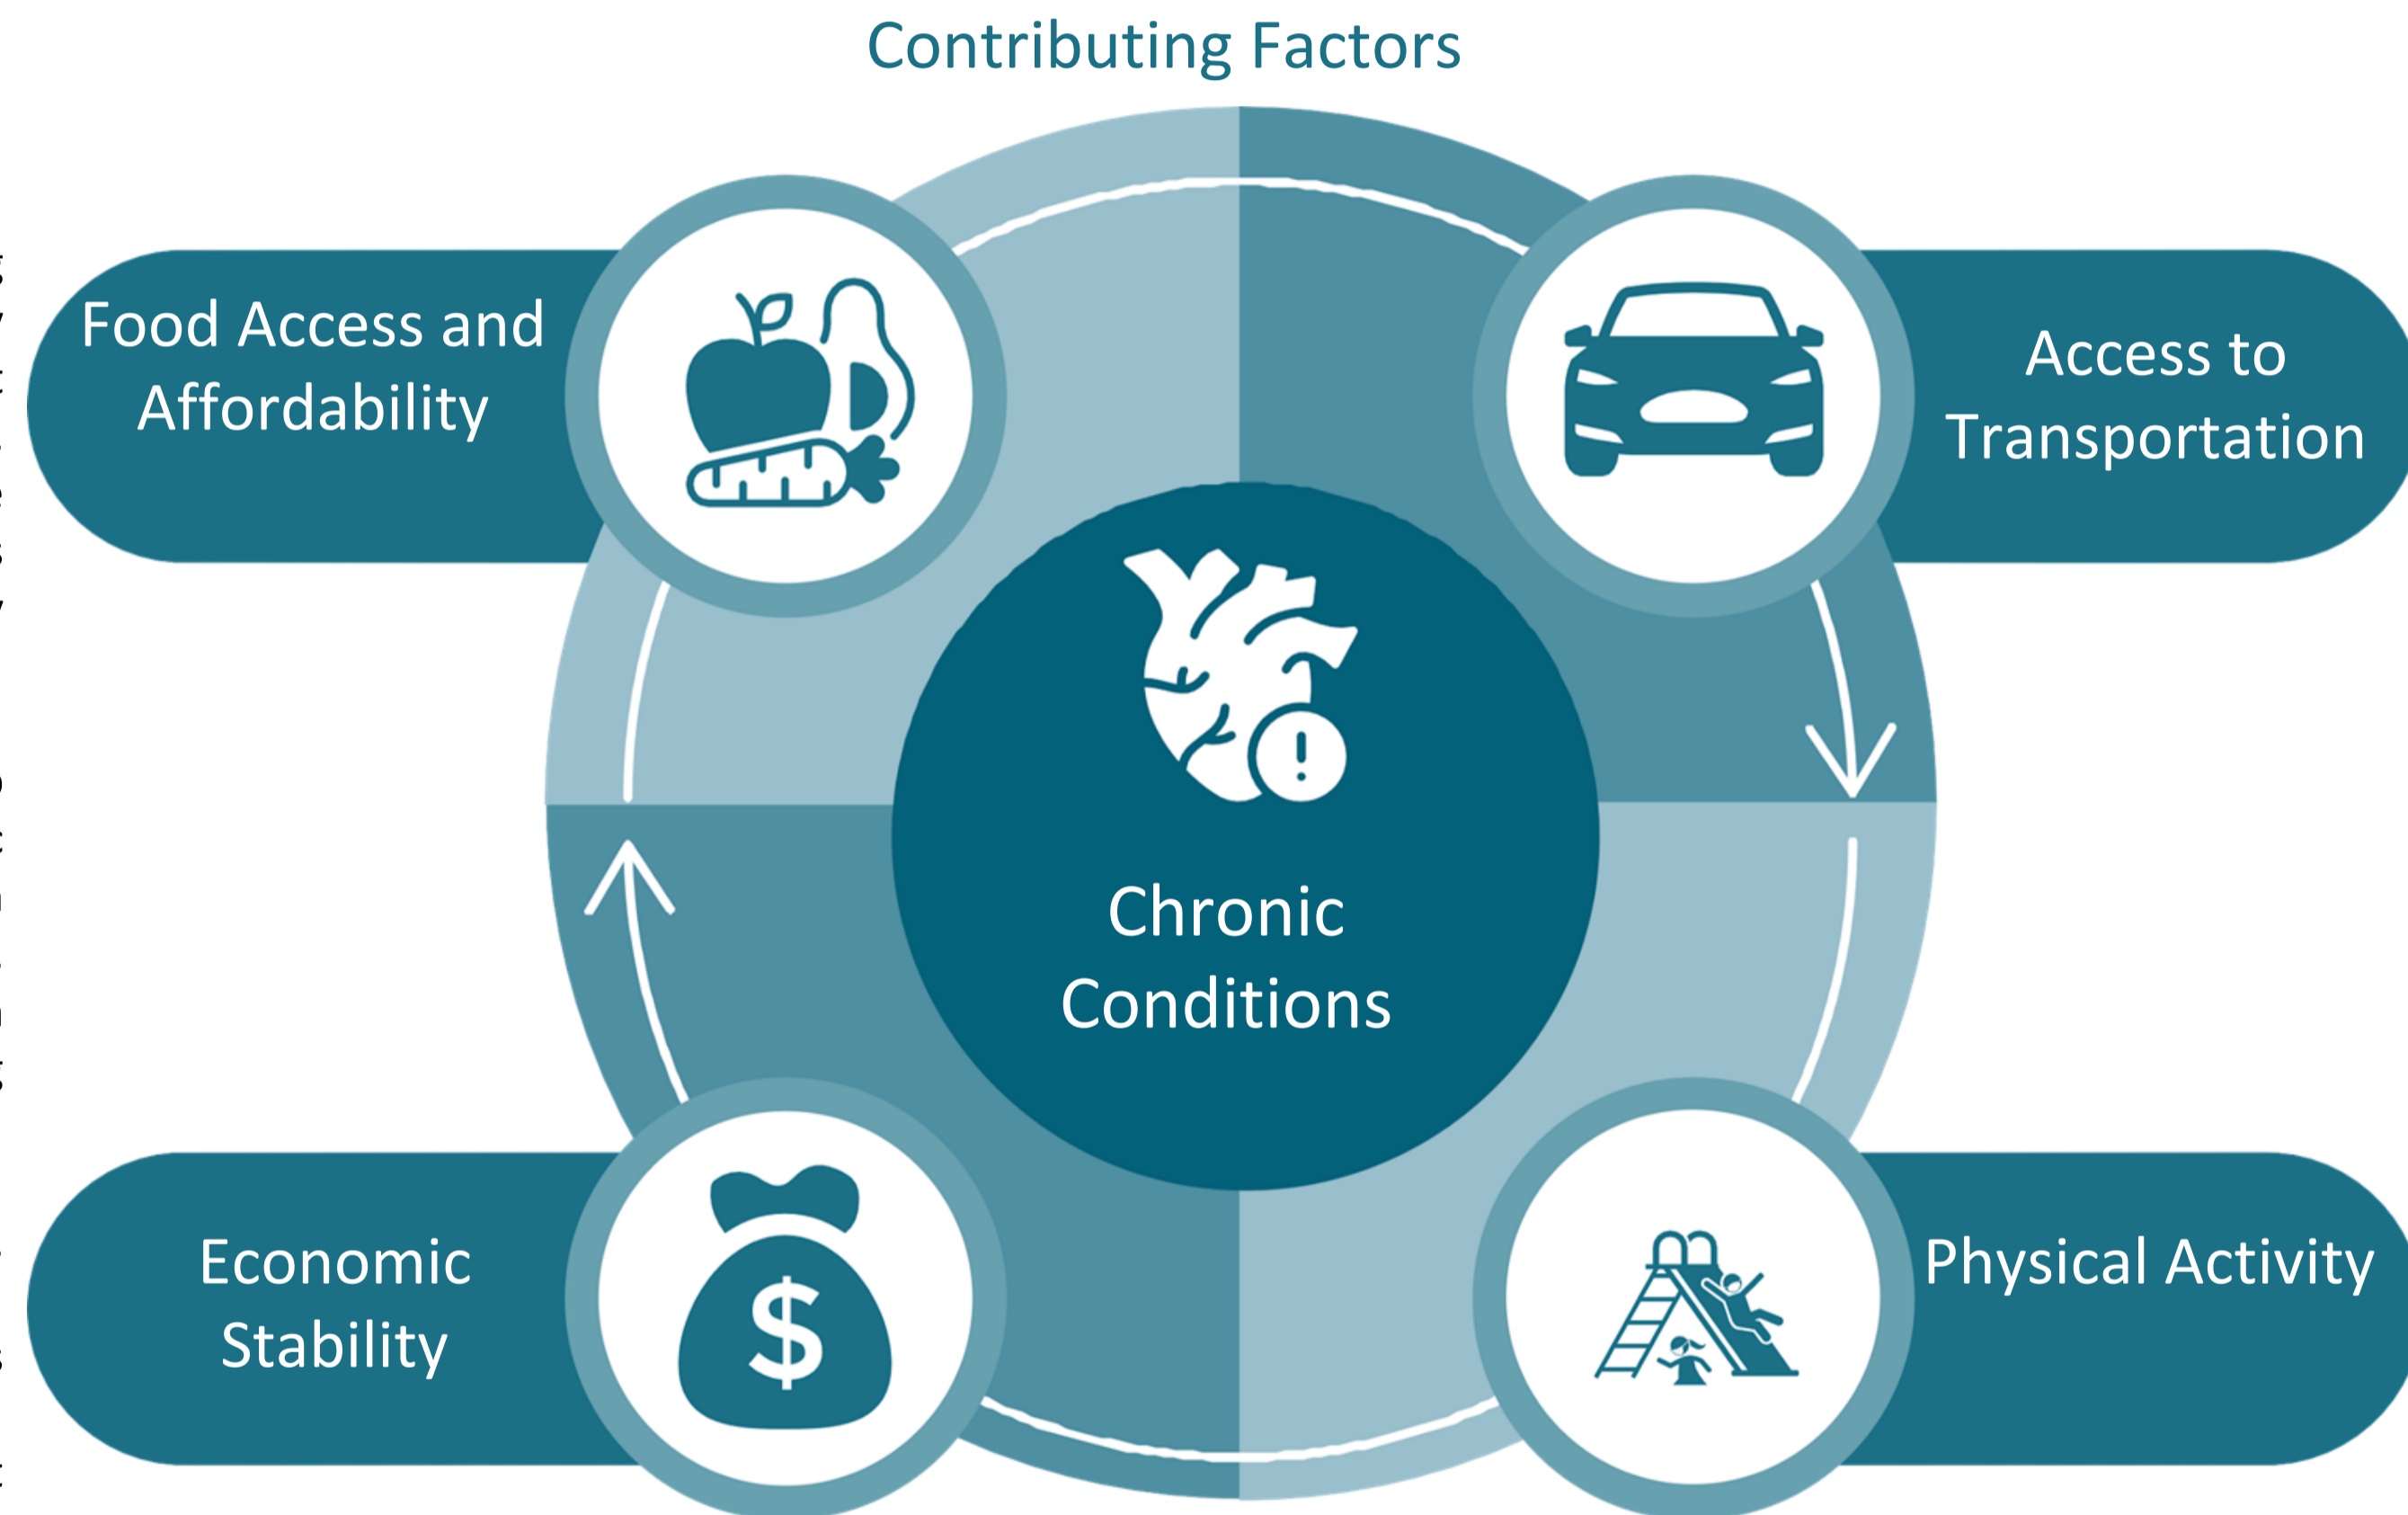 Contributing Factors
Food Access and
Affordability
Access to
Transportation
Chronic
Conditions
Economic
Stability
$
Physical Activity